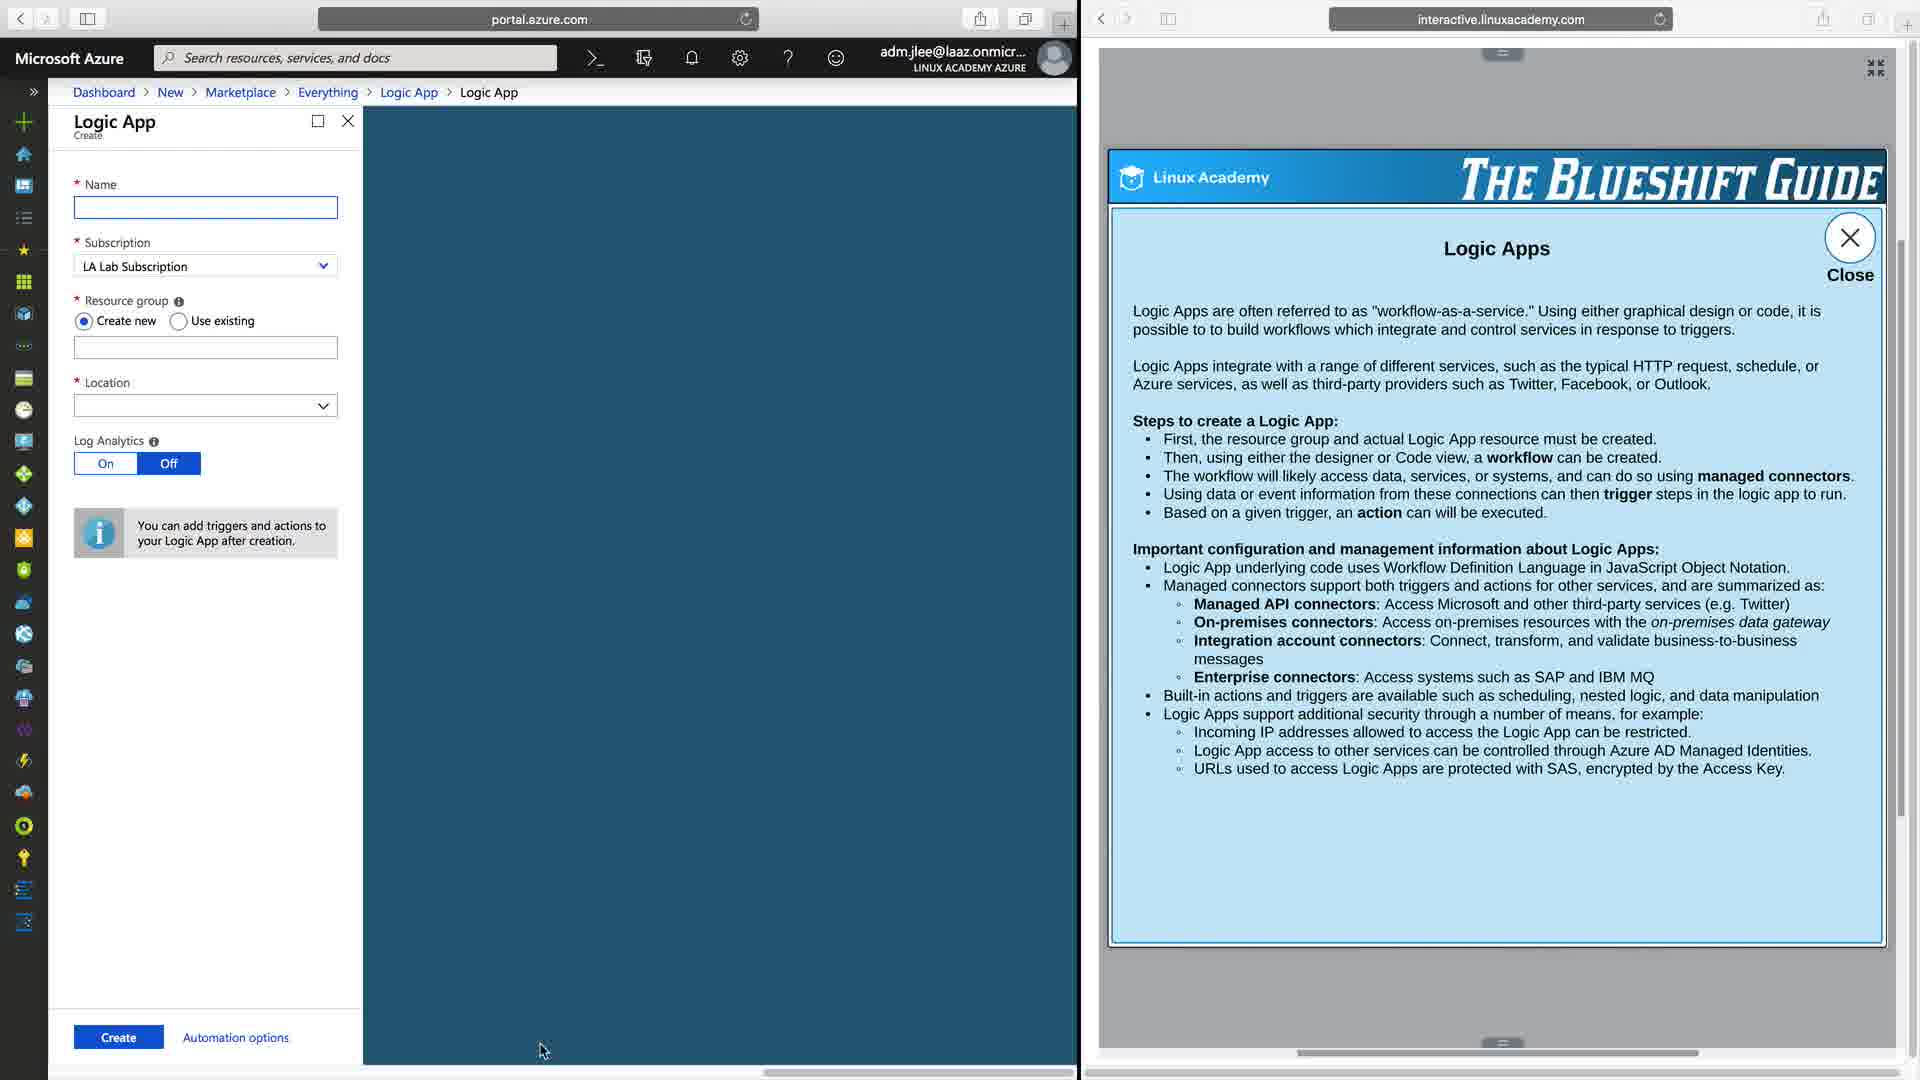 portal.azure.com
Microsoft Azure
Search resources, services, and docs
adm.jlee@laaz.onmicr...
LINUX ACADEMY AZURE
Dashboard > New > Marketplace > Everything > Logic App > Logic App
Logic App
Create
* Name
* Subscription
LA Lab Subscription
* Resource group
Create new Use existing
* Location
Log Analytics
On Off
You can add triggers and actions to
your Logic App after creation.
Create Automation options
interactive.linuxacademy.com
Linux Academy
THE BLUESHIFT GUIDE
Logic Apps
Close
Logic Apps are often referred to as "workflow-as-a-service." Using either graphical design or code, it is
possible to to build workflows which integrate and control services in response to triggers.
Logic Apps integrate with a range of different services, such as the typical HTTP request, schedule, or
Azure services, as well as third-party providers such as Twitter, Facebook, or Outlook.
Steps to create a Logic App:
• First, the resource group and actual Logic App resource must be created.
• Then, using either the designer or Code view, a workflow can be created.
• The workflow will likely access data, services, or systems, and can do so using managed connectors.
• Using data or event information from these connections can then trigger steps in the logic app to run.
• Based on a given trigger, an action can will be executed.
Important configuration and management information about Logic Apps:
• Logic App underlying code uses Workflow Definition Language in JavaScript Object Notation.
• Managed connectors support both triggers and actions for other services, and are summarized as:
◦ Managed API connectors: Access Microsoft and other third-party services (e.g. Twitter)
◦ On-premises connectors: Access on-premises resources with the on-premises data gateway
◦ Integration account connectors: Connect, transform, and validate business-to-business
messages
◦ Enterprise connectors: Access systems such as SAP and IBM MQ
• Built-in actions and triggers are available such as scheduling, nested logic, and data manipulation
• Logic Apps support additional security through a number of means, for example:
◦ Incoming IP addresses allowed to access the Logic App can be restricted.
◦ Logic App access to other services can be controlled through Azure AD Managed Identities.
◦ URLs used to access Logic Apps are protected with SAS, encrypted by the Access Key.